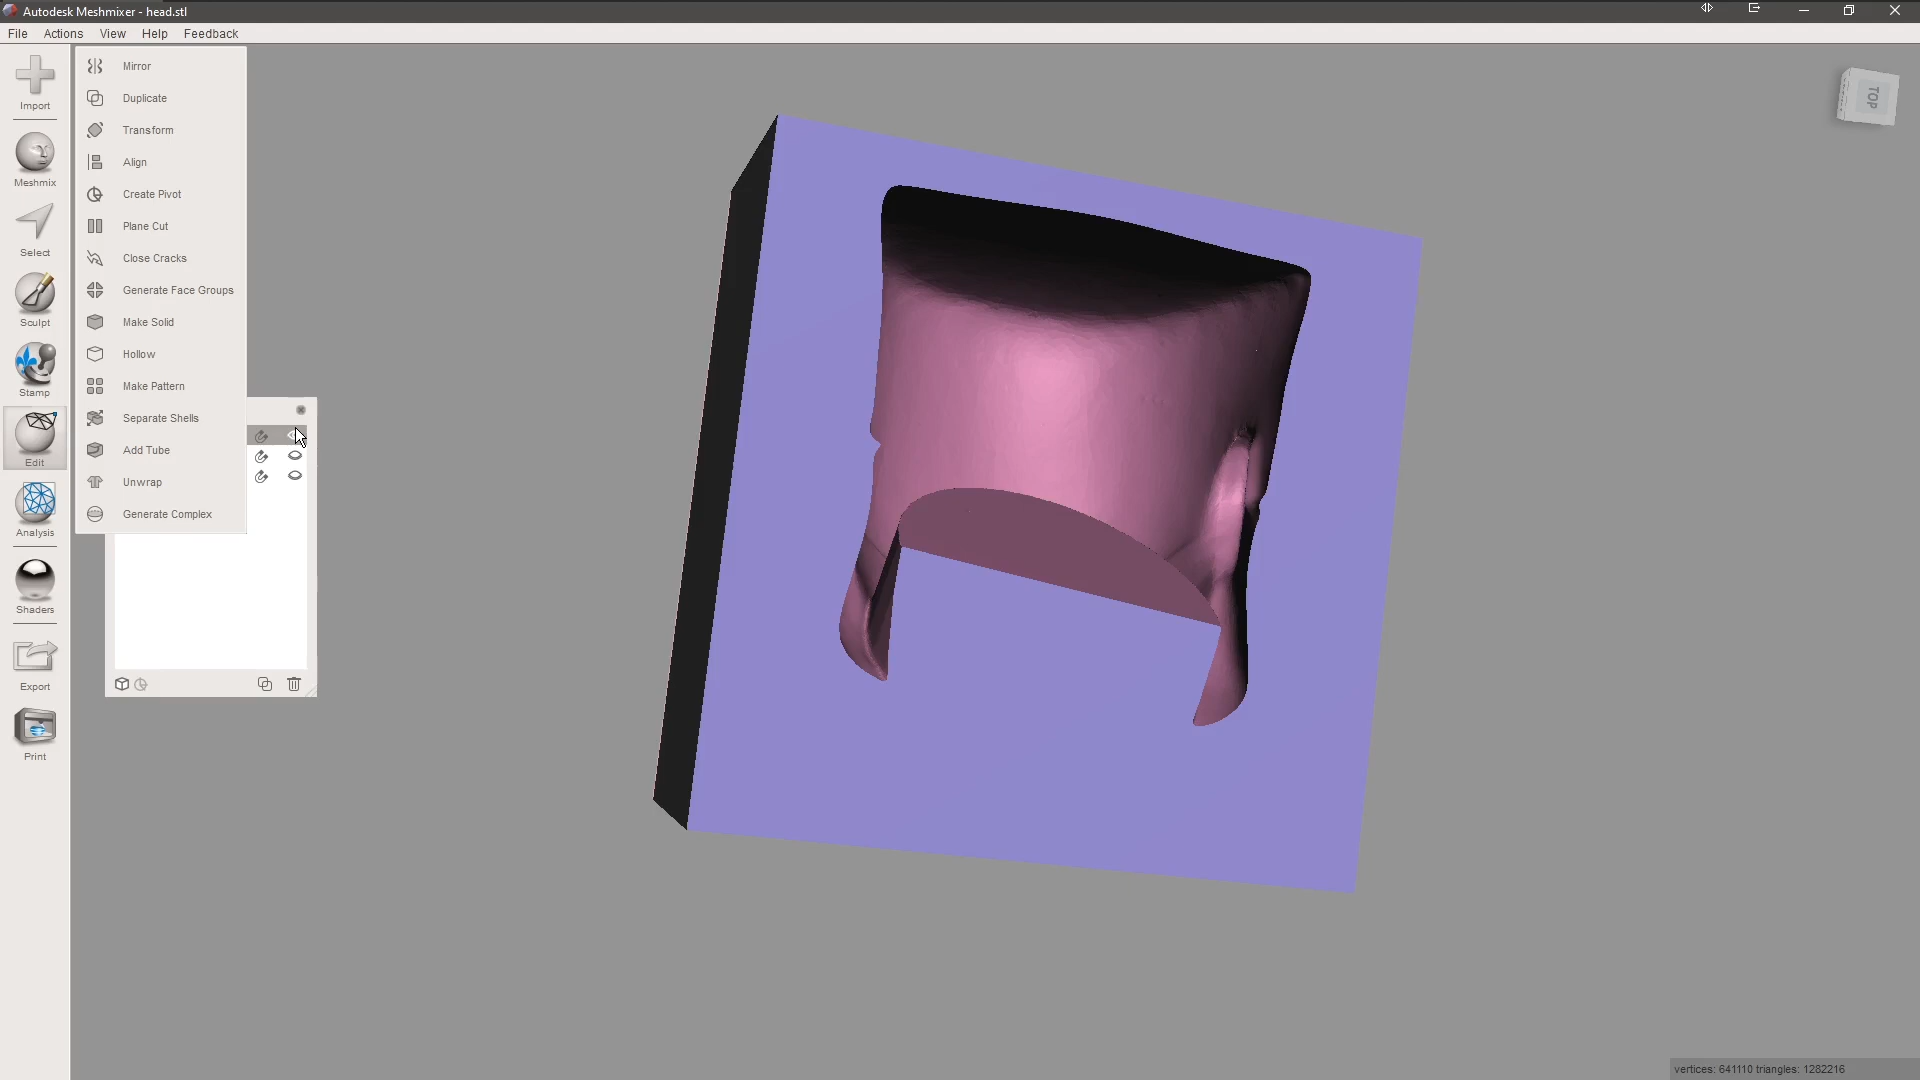 Autodesk Meshmixer - head.stl
File Actions View Help Feedback
Import
Meshmix
Select
Sculpt
Stamp
Edit
Analysis
Shaders
Export
Print
Mirror
Duplicate
Transform
Align
Create Pivot
Plane Cut
Close Cracks
Generate Face Groups
Make Solid
Hollow
Make Pattern
Separate Shells
Add Tube
Unwrap
Generate Complex
TOP
vertices: 641110 triangles: 1282216